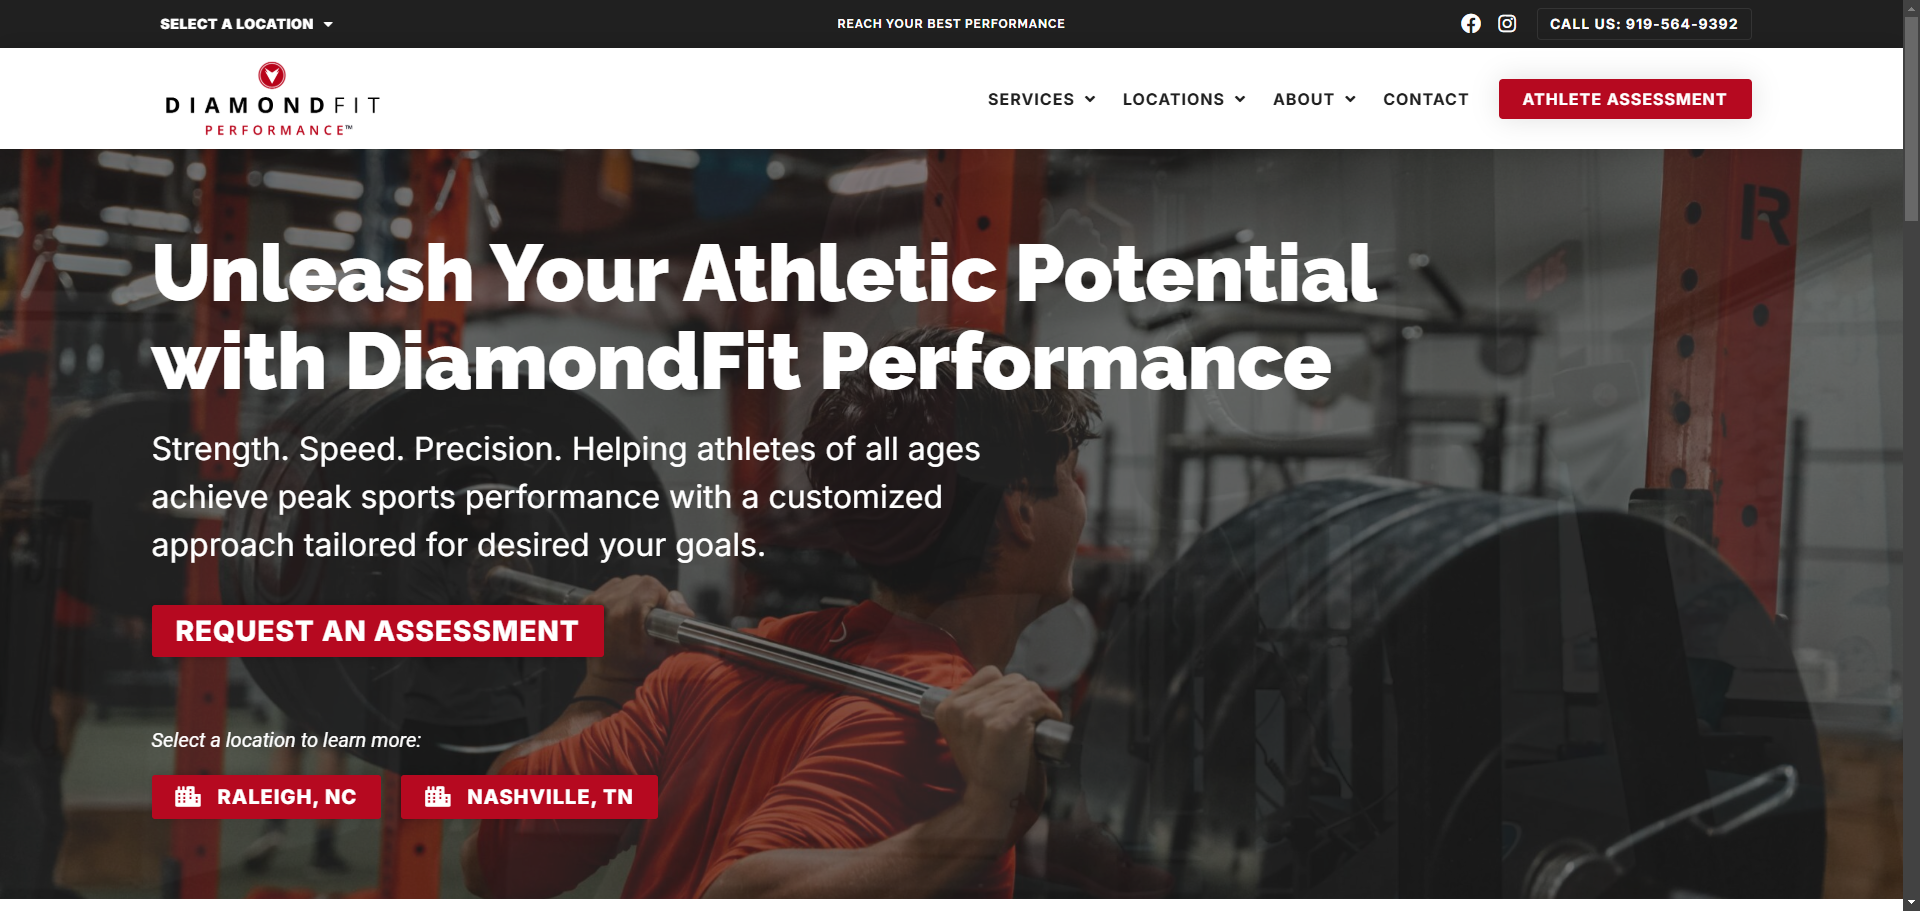 SELECT A LOCATION
REACH YOUR BEST PERFORMANCE
CALL US: 919-564-9392
DIAMONDFIT
PERFORMANCE™
SERVICES
LOCATIONS
ABOUT
CONTACT
ATHLETE ASSESSMENT
R
R
Unleash Your Athletic Potential
with DiamondFit Performance
Strength. Speed. Precision. Helping athletes of all ages
achieve peak sports performance with a customized
approach tailored for desired your goals.
REQUEST AN ASSESSMENT
Select a location to learn more:
RALEIGH, NC
NASHVILLE, TN